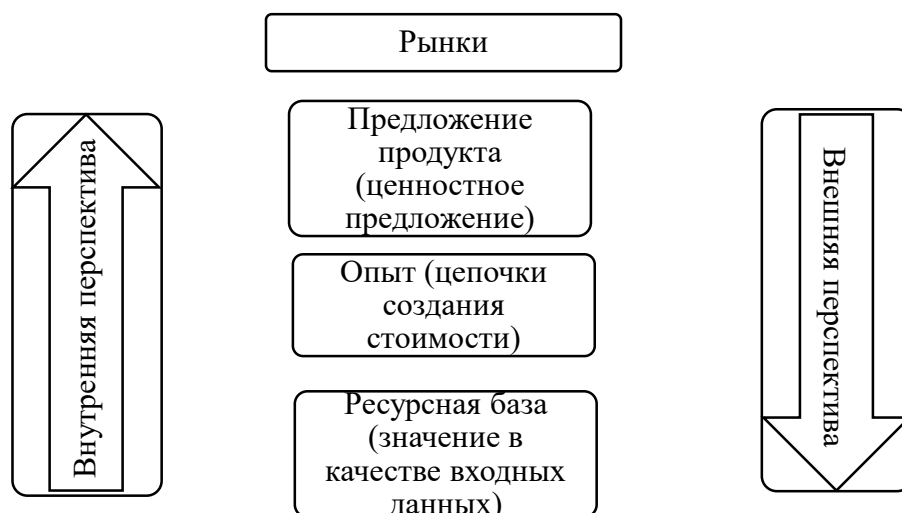 Рынки
Предложение
продукта
(ценностное
предложение)
Опыт (цепочки
создания
стоимости)
Ресурсная база
(значение в
качестве входных
данных)
Внутренняя перспектива
Внешняя перспектива